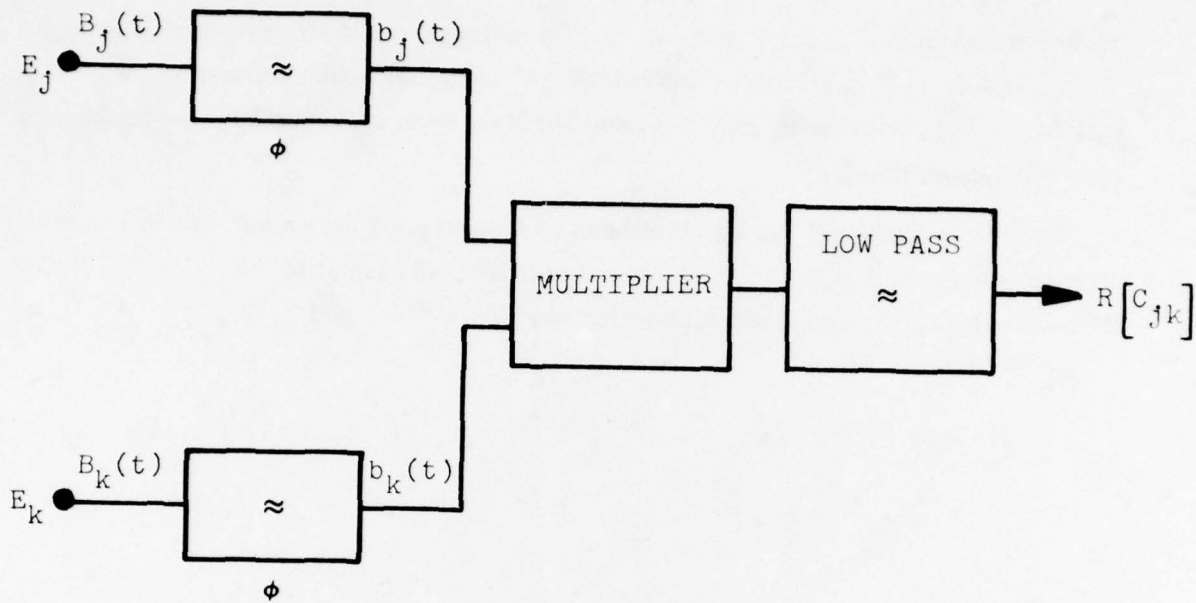 B_j(t)
b_j(t)
E_j
≈
φ
LOW PASS
MULTIPLIER
≈
R[C_jk]
B_k(t)
b_k(t)
E_k
≈
φ